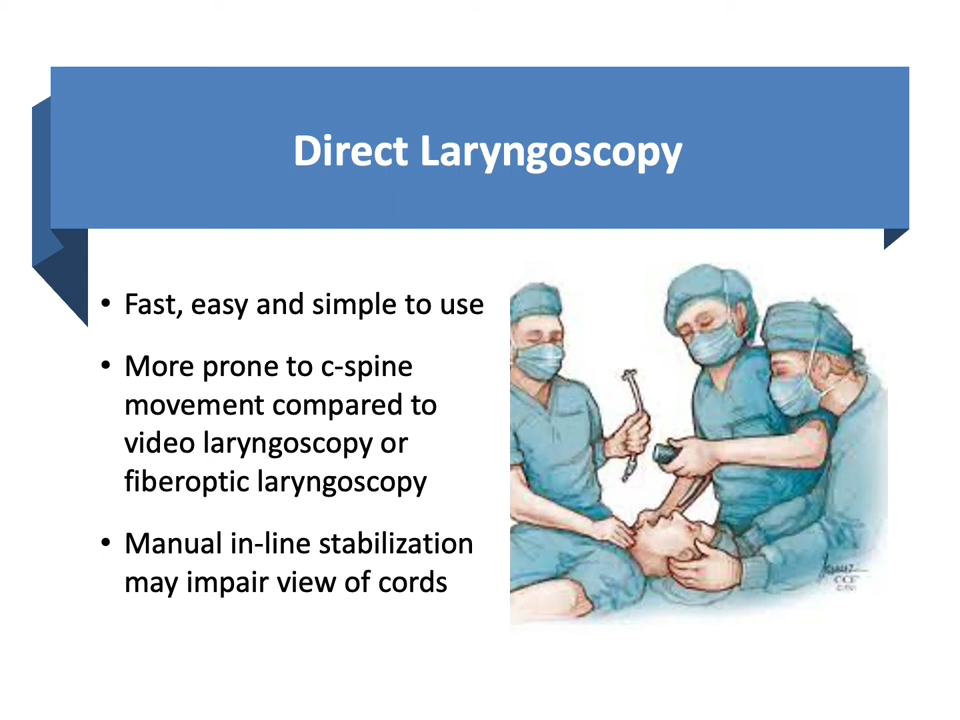 Direct Laryngoscopy
• Fast, easy and simple to use
• More prone to c-spine
movement compared to
video laryngoscopy or
fiberoptic laryngoscopy
• Manual in-line stabilization
may impair view of cords
CCF